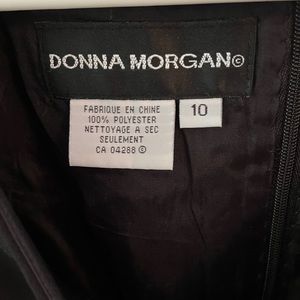 DONNA MORGAN©
FABRIQUE EN CHINE
100% POLYESTER
NETTOYAGE A SEC
SEULEMENT
CA 04288 ©
10